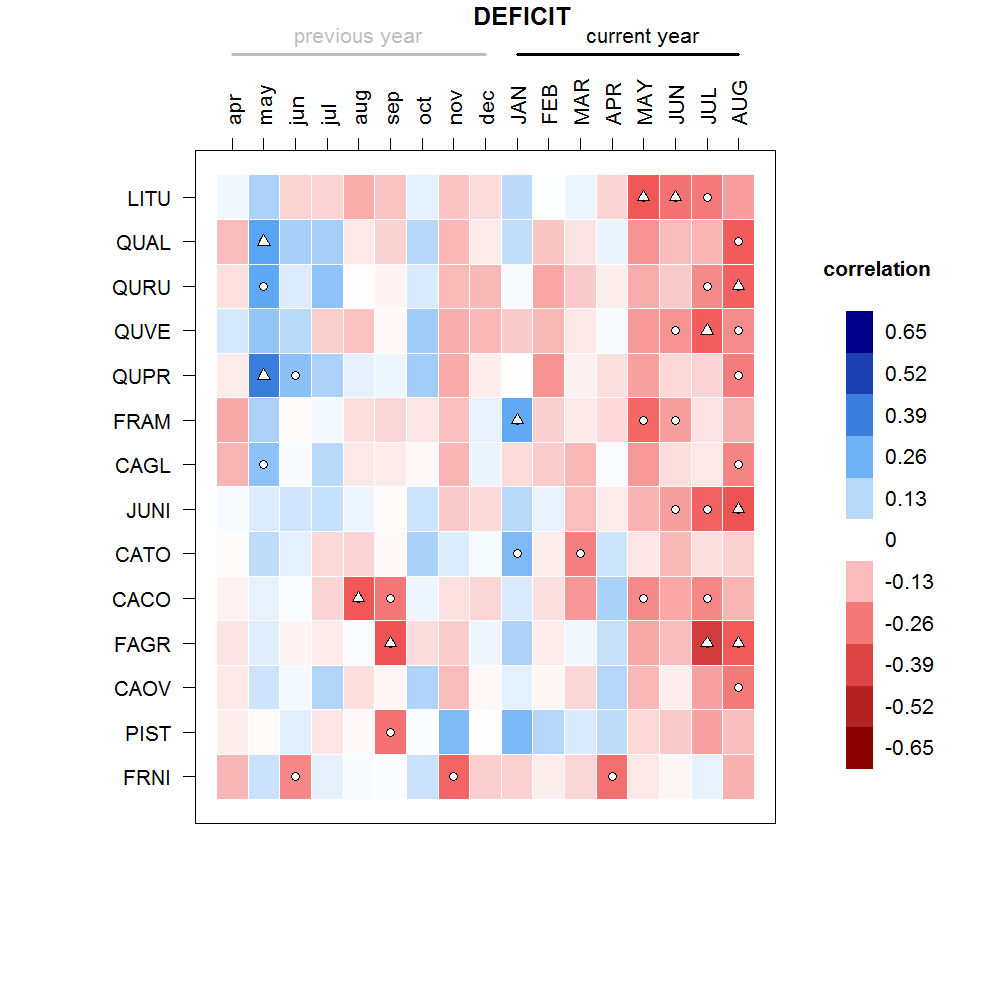 DEFICIT
previous year current year
apr may jun jul aug sep oct nov dec JAN FEB MAR APR MAY JUN JUL AUG
LITU
QUAL
QURU
QUVE
QUPR
FRAM
CAGL
JUNI
CATO
CACO
FAGR
CAOV
PIST
FRNI
correlation
0.65
0.52
0.39
0.26
0.13
0
-0.13
-0.26
-0.39
-0.52
-0.65